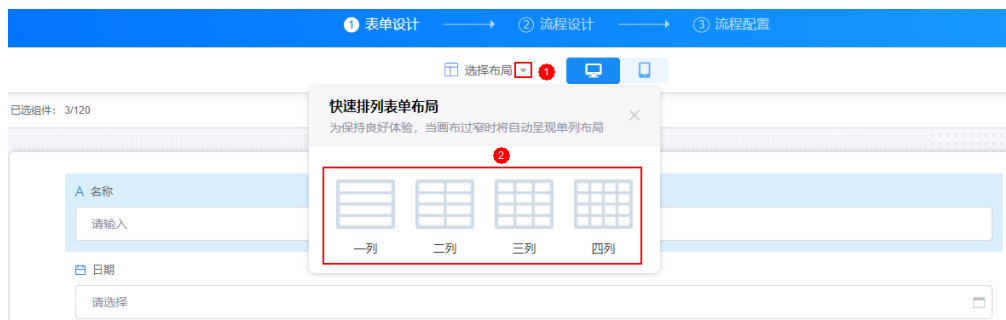 ① 表单设计 ② 流程设计 ③ 流程配置
选择布局 1
已选组件: 3/120
快速排列表单布局
为保持良好体验，当画布过窄时将自动呈现单列布局
2
A 名称
请输入
一列 二列 三列 四列
日期
请选择